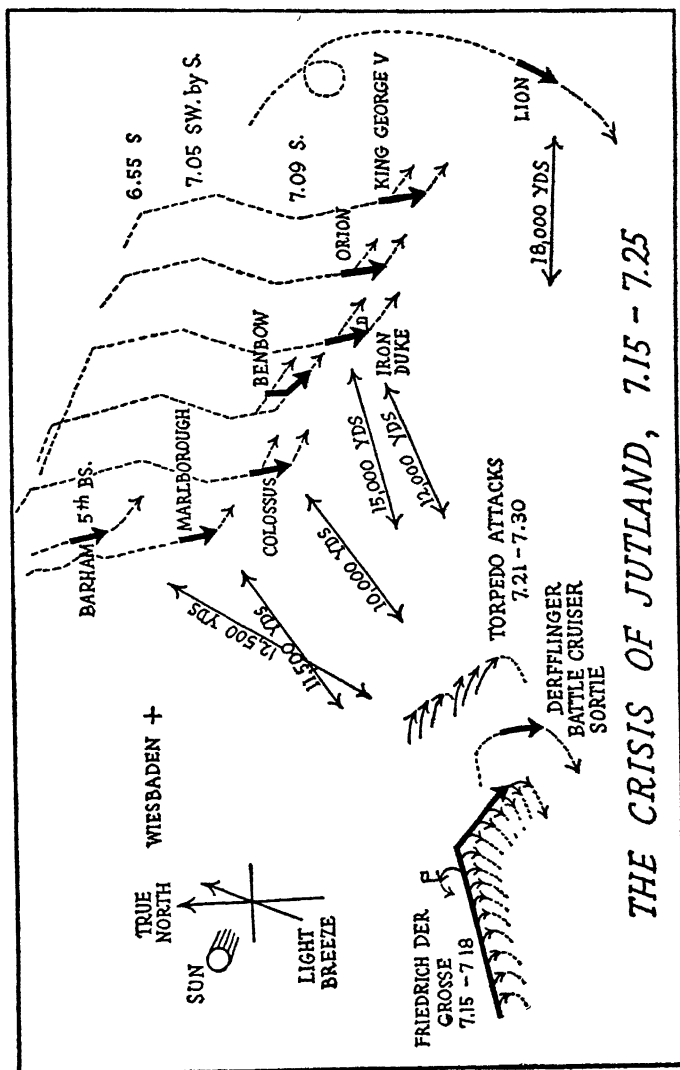 6.55 S
7.05 SW. by S.
7.09 S.
KING GEORGE V
LION
ORION
BENBOW
IRON
DUKE
MARLBOROUGH
COLOSSUS
BARHAM 5th BS.
18,000 YDS
15,000 YDS
12,000 YDS
10,000 YDS
11,500 YDS
12,500 YDS
TORPEDO ATTACKS
7.21 - 7.30
DERFFLINGER
BATTLE CRUISER
SORTIE
WIESBADEN +
TRUE
NORTH
SUN
LIGHT
BREEZE
FRIEDRICH DER
GROSSE
7.15 - 7 18
THE CRISIS OF JUTLAND, 7.15 - 7.25